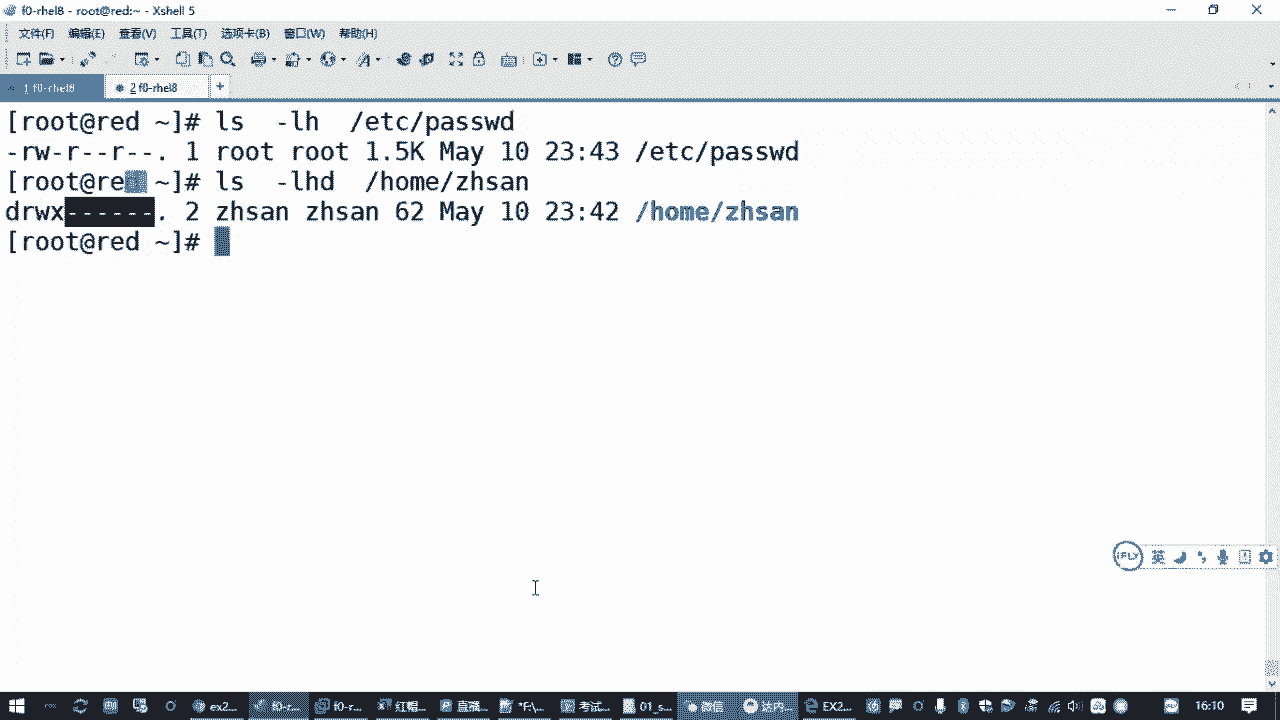 f0-rhel8 - root@red:~ - Xshell 5
文件(F) 编辑(E) 查看(V) 工具(T) 选项卡(B) 窗口(W) 帮助(H)
1 f0-rhel8 2 f0-rhel8 +
[root@red ~]# ls  -lh  /etc/passwd
-rw-r--r--. 1 root root 1.5K May 10 23:43 /etc/passwd
[root@red ~]# ls  -lhd  /home/zhsan
drwx------. 2 zhsan zhsan 62 May 10 23:42 /home/zhsan
[root@red ~]#
iFLY 英
ex2... f0-r... f0-r... 红帽... 直播... *F:\... 考试... 01_s... 微信 达内... EX2... 16:10